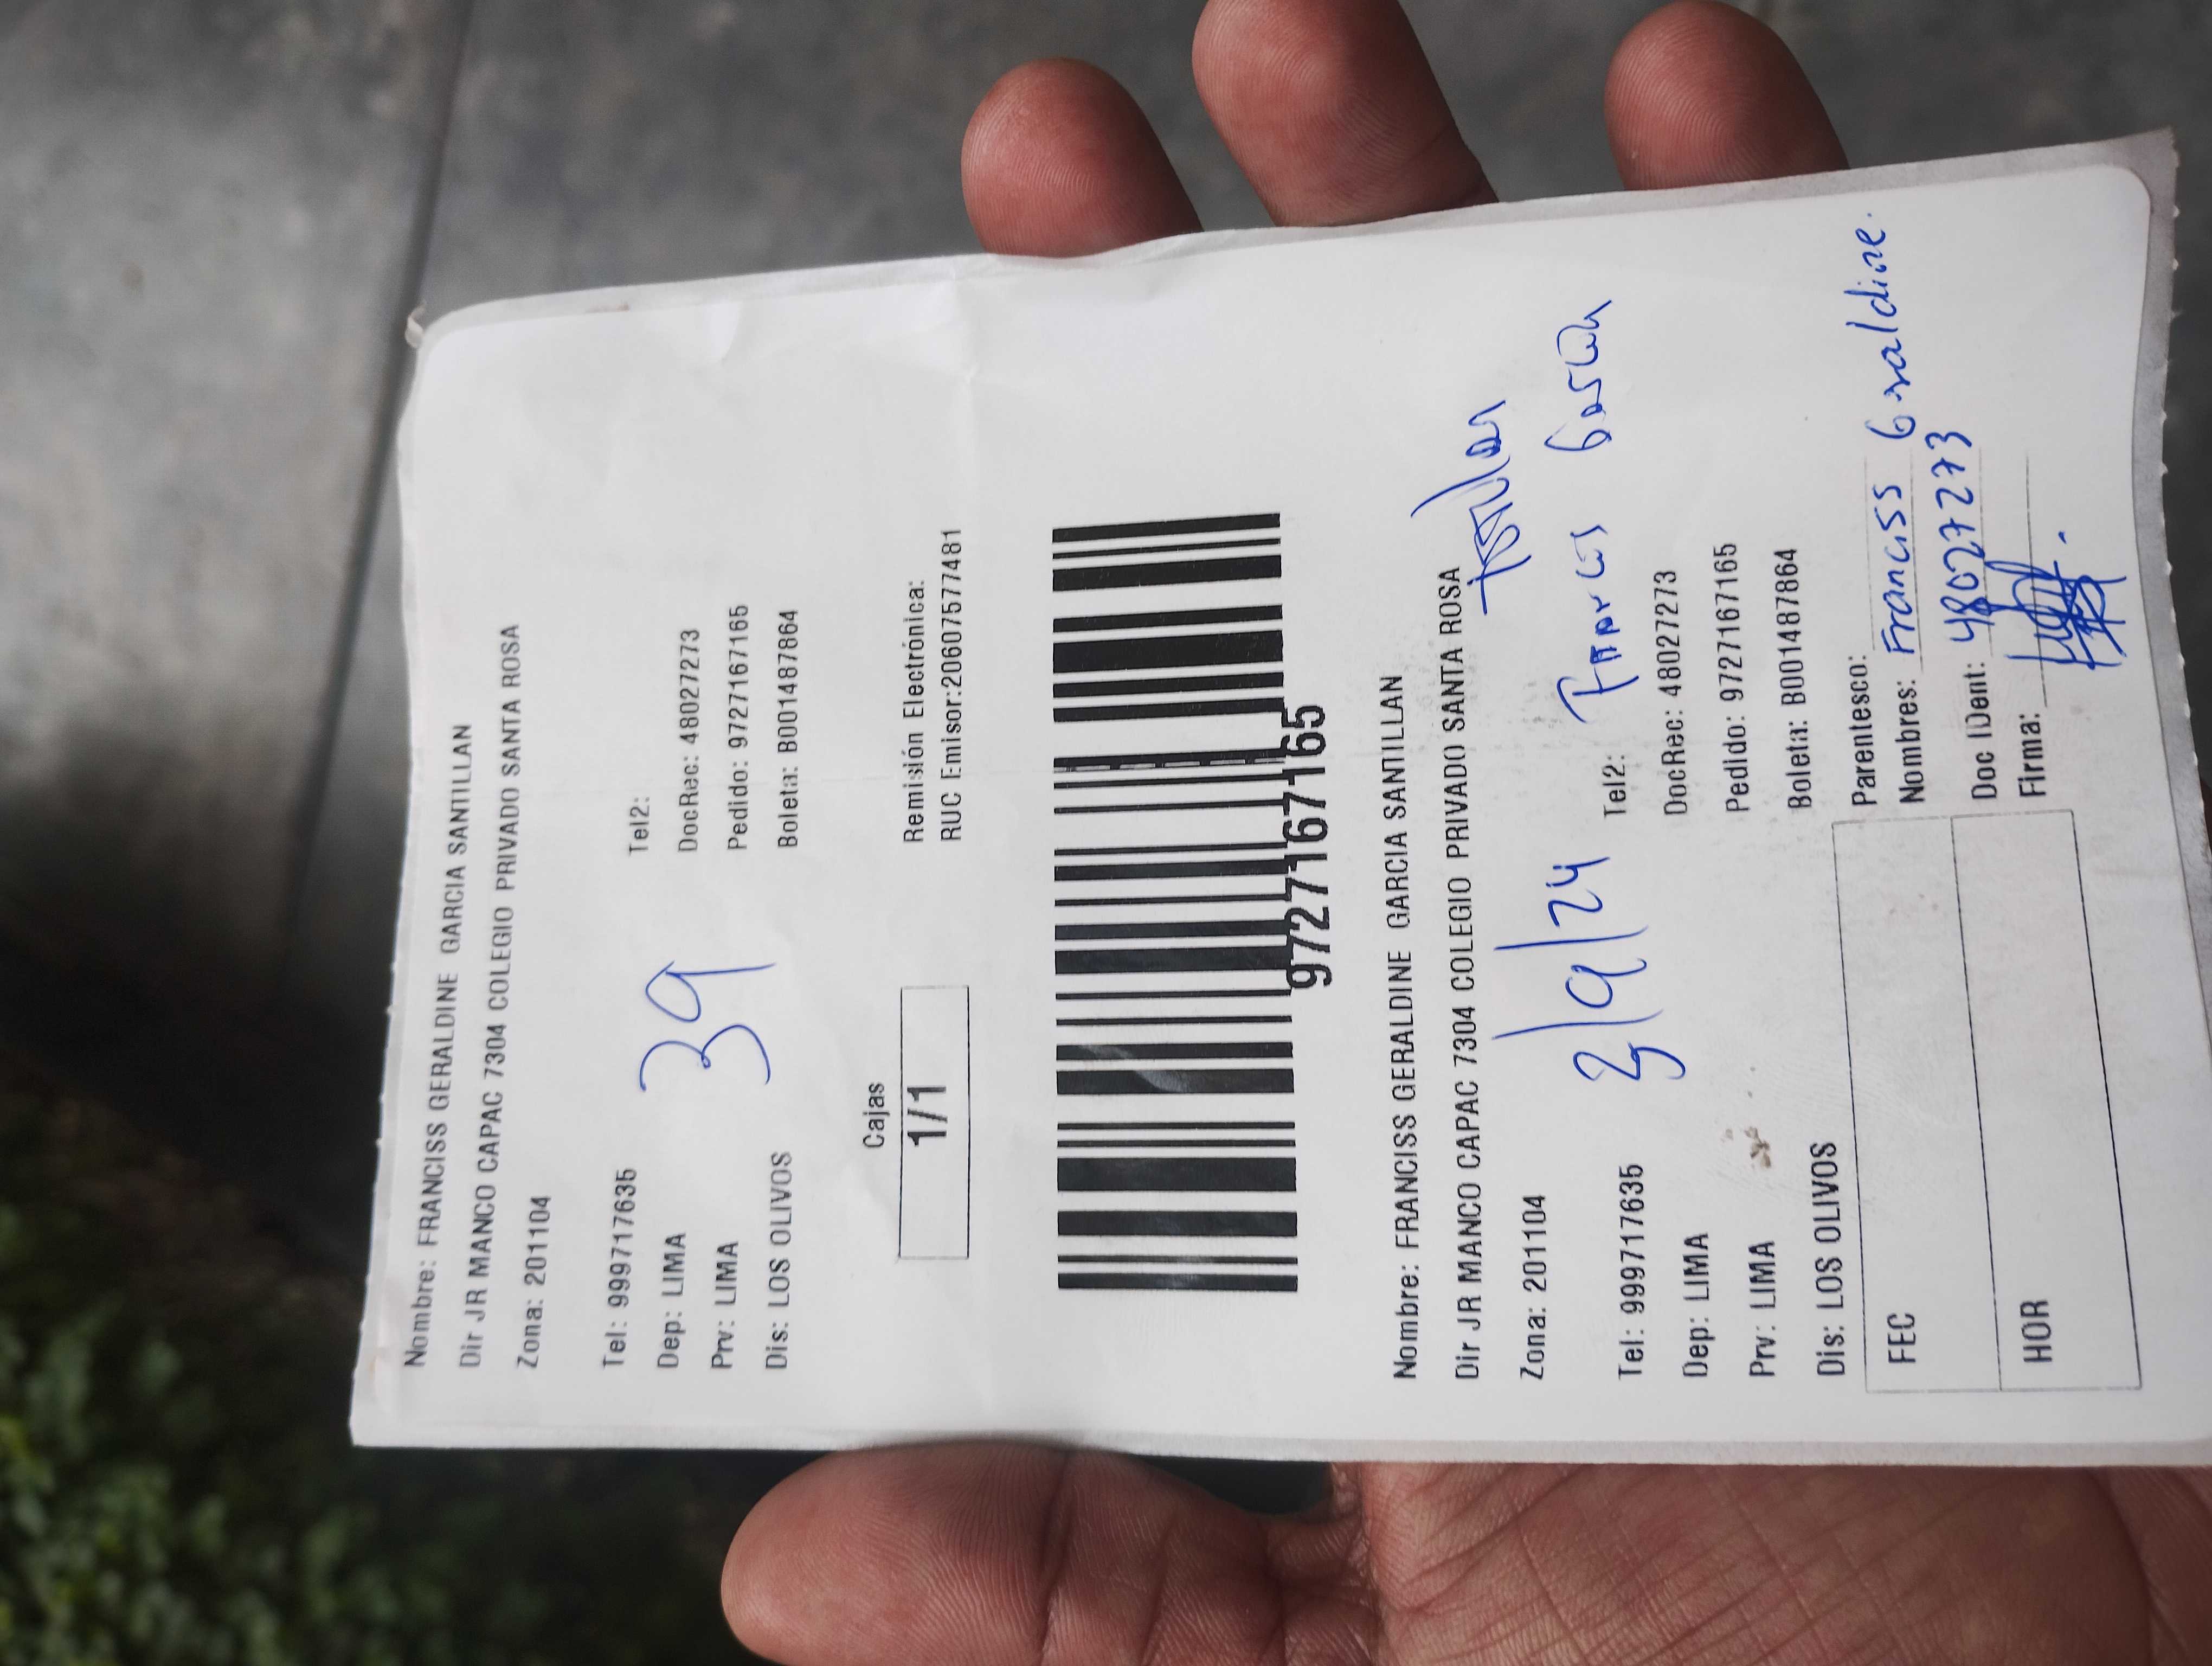 Nombre: FRANCISS GERALDINE GARCIA SANTILLAN
Dir JR MANCO CAPAC 7304 COLEGIO PRIVADO SANTA ROSA
Zona: 201104
Tel: 999717635 Tel2:
Dep: LIMA DocRec: 48027273
Prv: LIMA Pedido: 9727167165
Dis: LOS OLIVOS Boleta: B00148 7864
39
Cajas
1/1
Remisión Electrónica:
RUC Emisor:20607577481
9727167165
Nombre: FRANCISS GERALDINE GARCIA SANTILLAN
Dir JR MANCO CAPAC 7304 COLEGIO PRIVADO SANTA ROSA
Zona: 201104
/9/24
Tel: 999717635 Tel2:
Dep: LIMA DocRec: 48027273
Prv: LIMA Pedido: 9727167165
Dis: LOS OLIVOS Boleta: B001487864
FEC
HOR
Parentesco:
Nombres: Franciss Geraldine.
Doc IDent: 48027273
Firma: